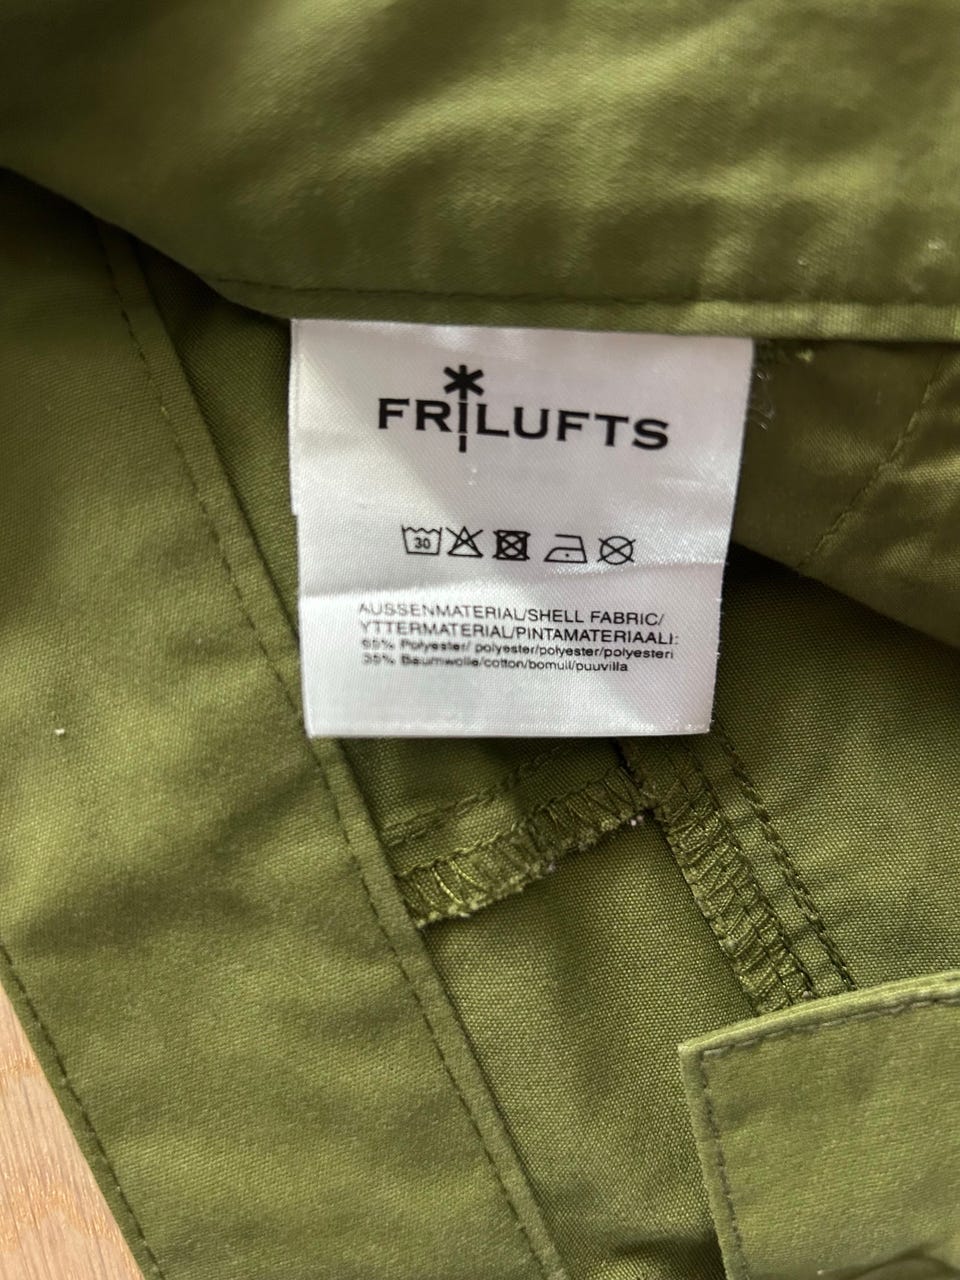 FRILUFTS
30
AUSSENMATERIAL/SHELL FABRIC/
YTTERMATERIAL/PINTAMATERIAALI:
65% Polyester/ polyester/polyester/polyesteri
35% Baumwolle/cotton/bomull/puuvilla